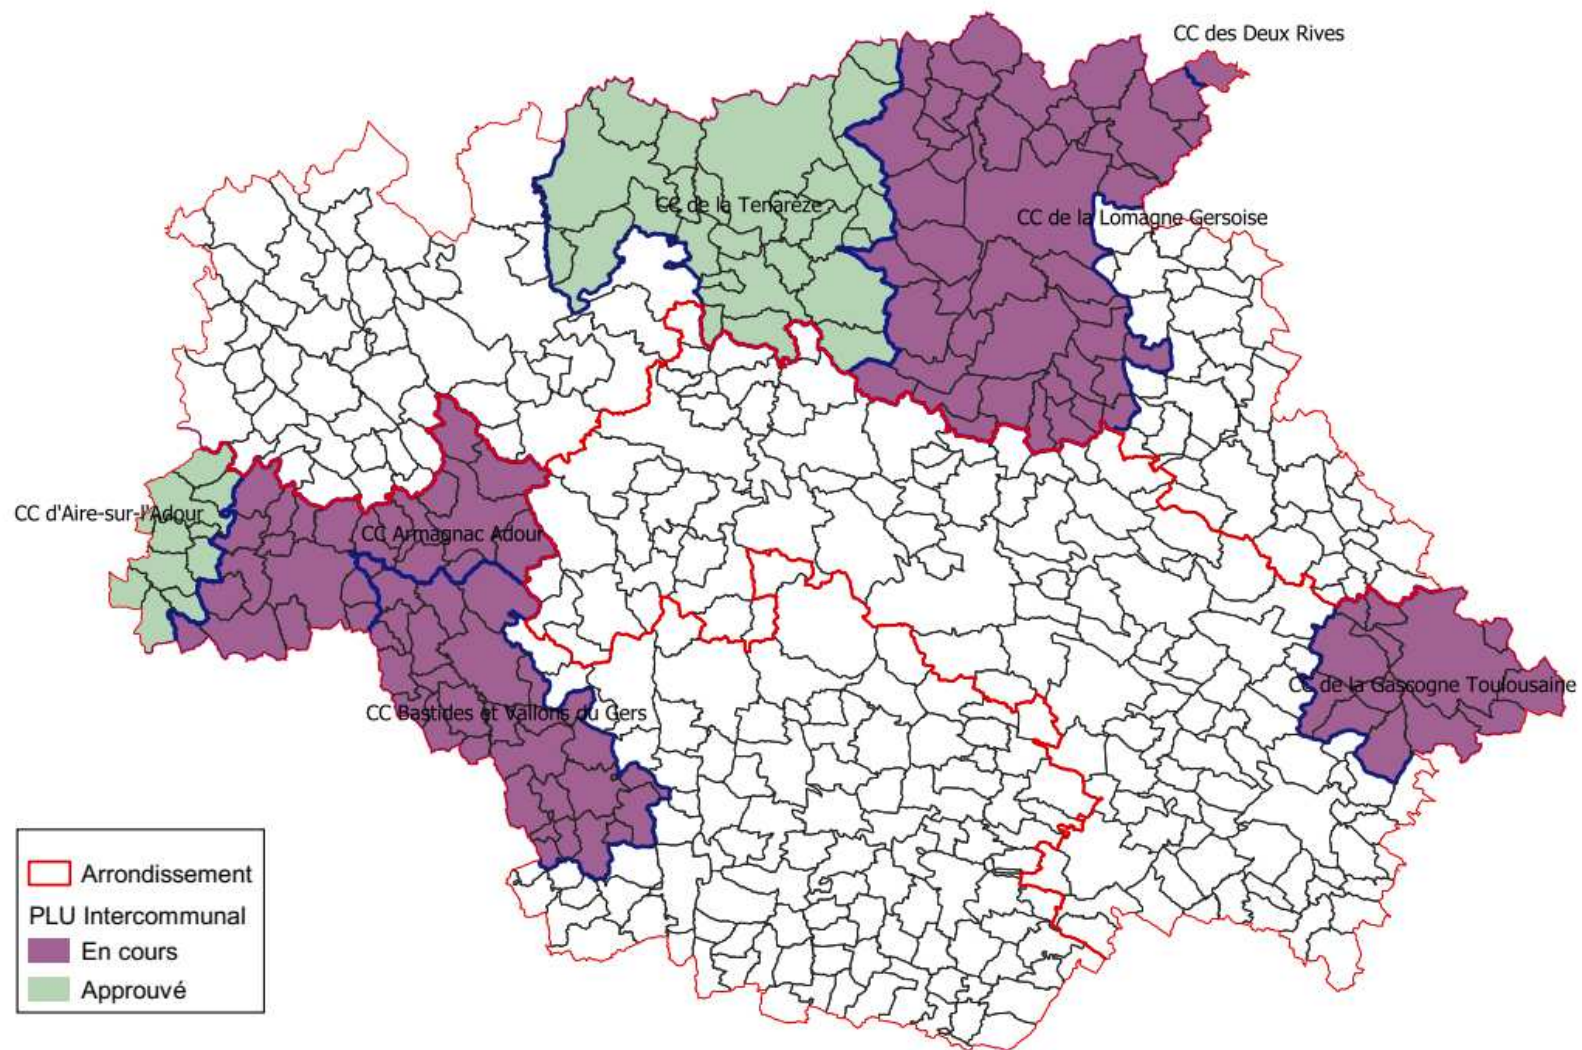 CC des Deux Rives
CC de la Tenarèze
CC de la Lomagne Gersoise
CC d'Aire-sur-l'Adour
CC Armagnac Adour
CC de la Gascogne Toulousaine
CC Bastides et Vallons du Gers
Arrondissement
PLU Intercommunal
En cours
Approuvé